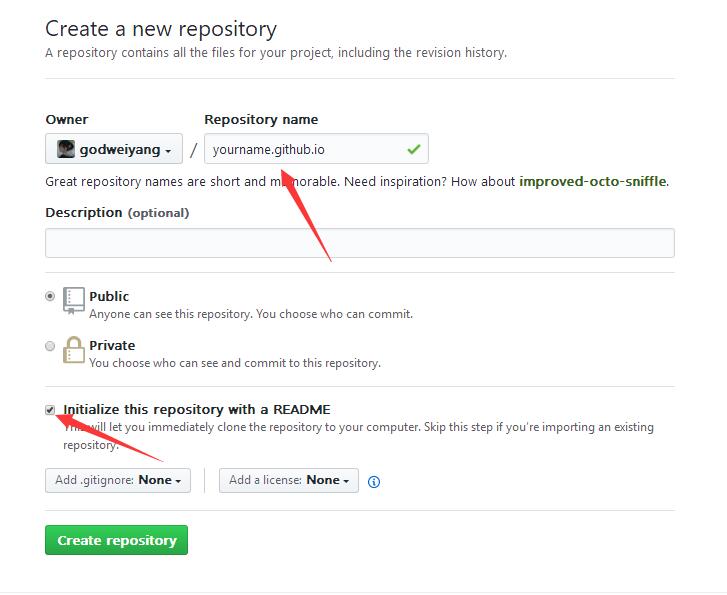 Create a new repository
A repository contains all the files for your project, including the revision history.
Owner
Repository name
godweiyang / yourname.github.io
Great repository names are short and memorable. Need inspiration? How about improved-octo-sniffle.
Description (optional)
Public
Anyone can see this repository. You choose who can commit.
Private
You choose who can see and commit to this repository.
Initialize this repository with a README
This will let you immediately clone the repository to your computer. Skip this step if you’re importing an existing
repository.
Add .gitignore: None
Add a license: None
Create repository